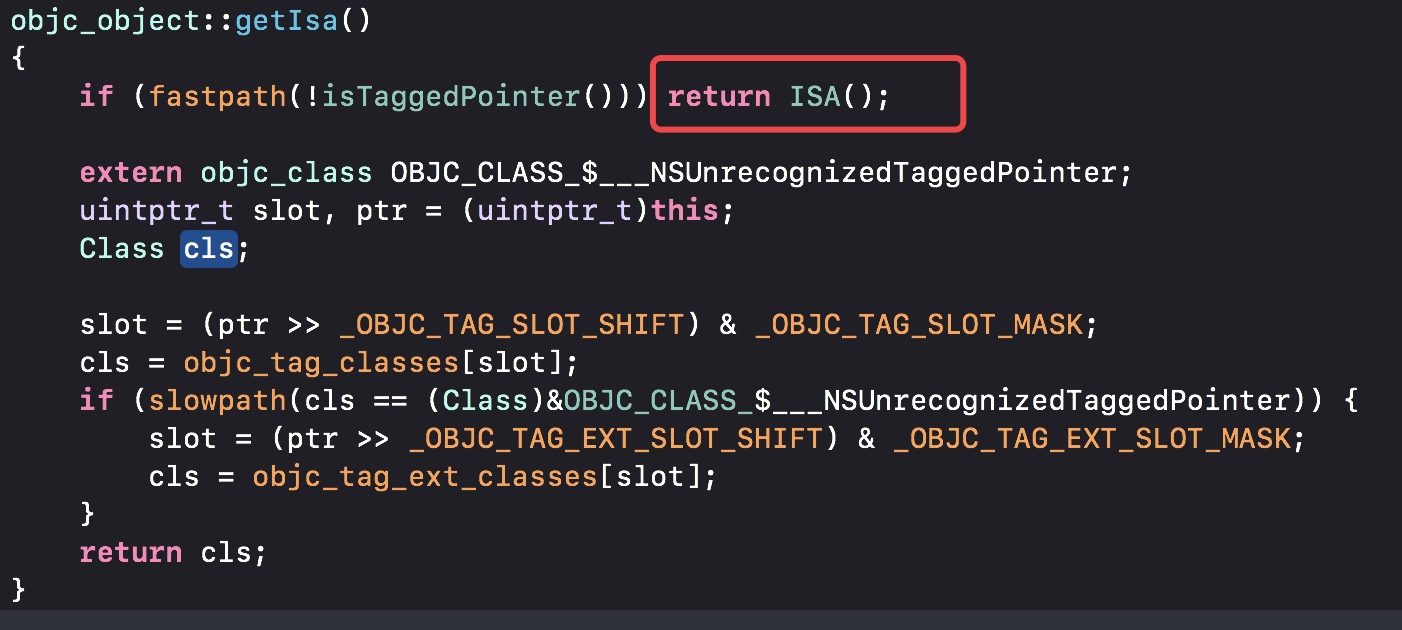 objc_object::getIsa()
{
    if (fastpath(!isTaggedPointer())) return ISA();
    extern objc_class OBJC_CLASS_$___NSUnrecognizedTaggedPointer;
    uintptr_t slot, ptr = (uintptr_t)this;
    Class cls;
    slot = (ptr >> _OBJC_TAG_SLOT_SHIFT) & _OBJC_TAG_SLOT_MASK;
    cls = objc_tag_classes[slot];
    if (slowpath(cls == (Class)&OBJC_CLASS_$___NSUnrecognizedTaggedPointer)) {
        slot = (ptr >> _OBJC_TAG_EXT_SLOT_SHIFT) & _OBJC_TAG_EXT_SLOT_MASK;
        cls = objc_tag_ext_classes[slot];
    }
    return cls;
}